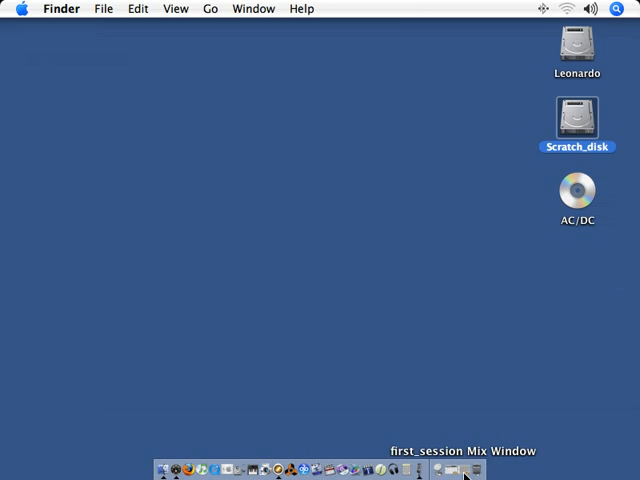 Finder File Edit View Go Window Help
Leonardo
Scratch_disk
AC/DC
first_session Mix Window